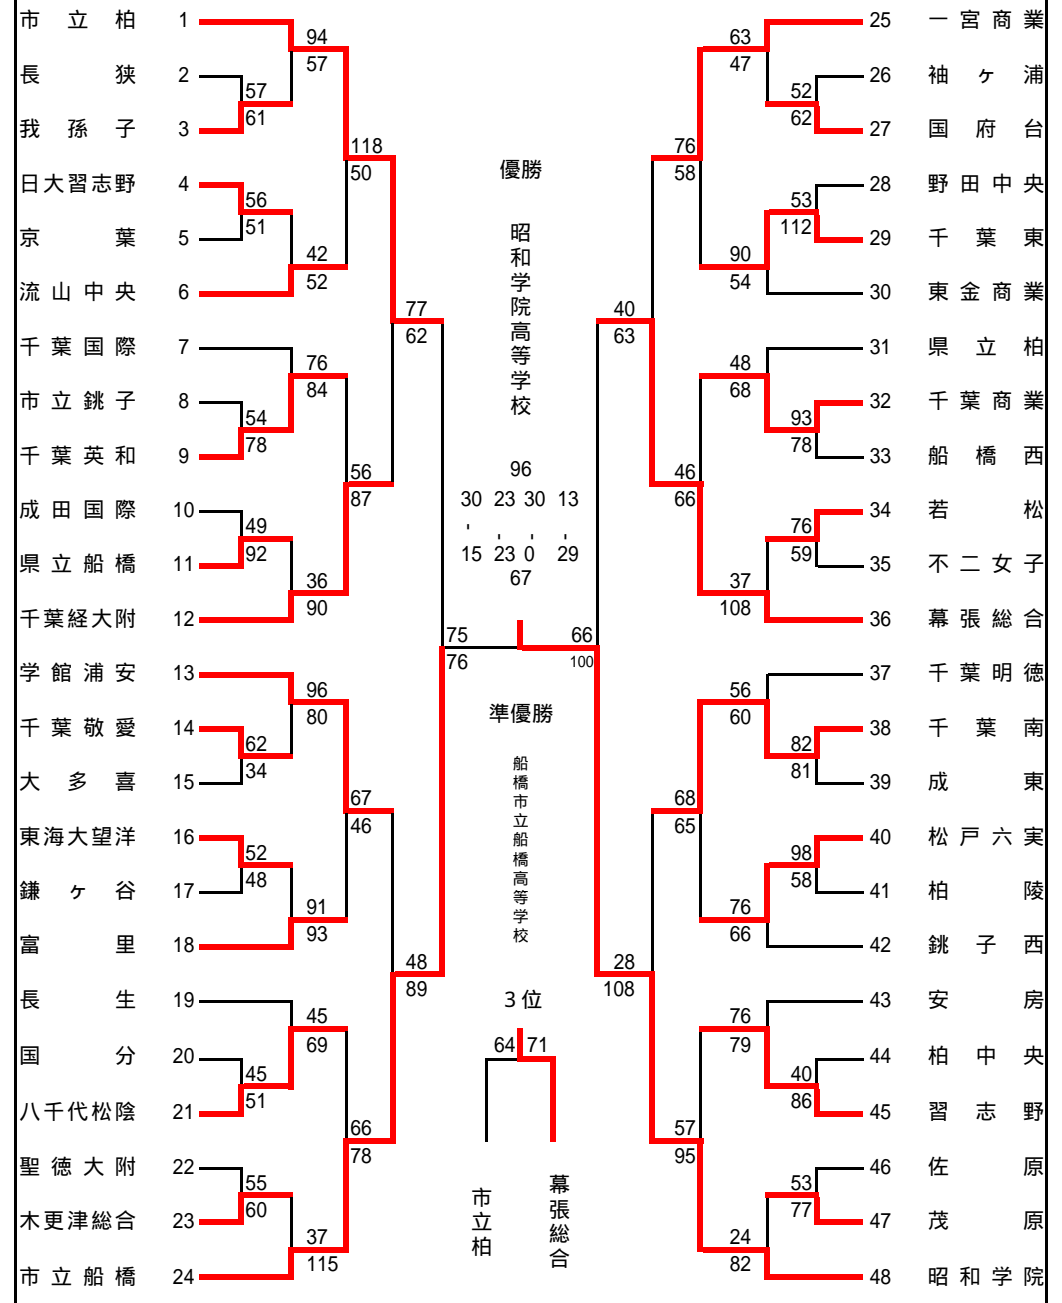 市立柏 1
長狭 2
我孫子 3
日大習志野 4
京葉 5
流山中央 6
千葉国際 7
市立銚子 8
千葉英和 9
成田国際 10
県立船橋 11
千葉経大附 12
学館浦安 13
千葉敬愛 14
大多喜 15
東海大望洋 16
鎌ヶ谷 17
富里 18
長生 19
国分 20
八千代松陰 21
聖徳大附 22
木更津総合 23
市立船橋 24
94
57
57
61
118
50
56
51
42
52
77
62
76
84
54
78
56
87
49
92
36
90
75
76
96
80
62
34
67
46
52
48
91
93
48
89
45
69
45
51
66
78
55
60
37
115
優勝
昭和学院高等学校
96
30 23 30 13
- - - -
15 23 0 29
67
準優勝
船橋市立船橋高等学校
3位
64 71
市立柏
幕張総合
63
47
52
62
76
58
53
112
90
54
40
63
48
68
93
78
46
66
76
59
37
108
66
100
56
60
82
81
68
65
98
58
76
66
28
108
76
79
40
86
57
95
53
77
24
82
25 一宮商業
26 袖ヶ浦
27 国府台
28 野田中央
29 千葉東
30 東金商業
31 県立柏
32 千葉商業
33 船橋西
34 若松
35 不二女子
36 幕張総合
37 千葉明徳
38 千葉南
39 成東
40 松戸六実
41 柏陵
42 銚子西
43 安房
44 柏中央
45 習志野
46 佐原
47 茂原
48 昭和学院